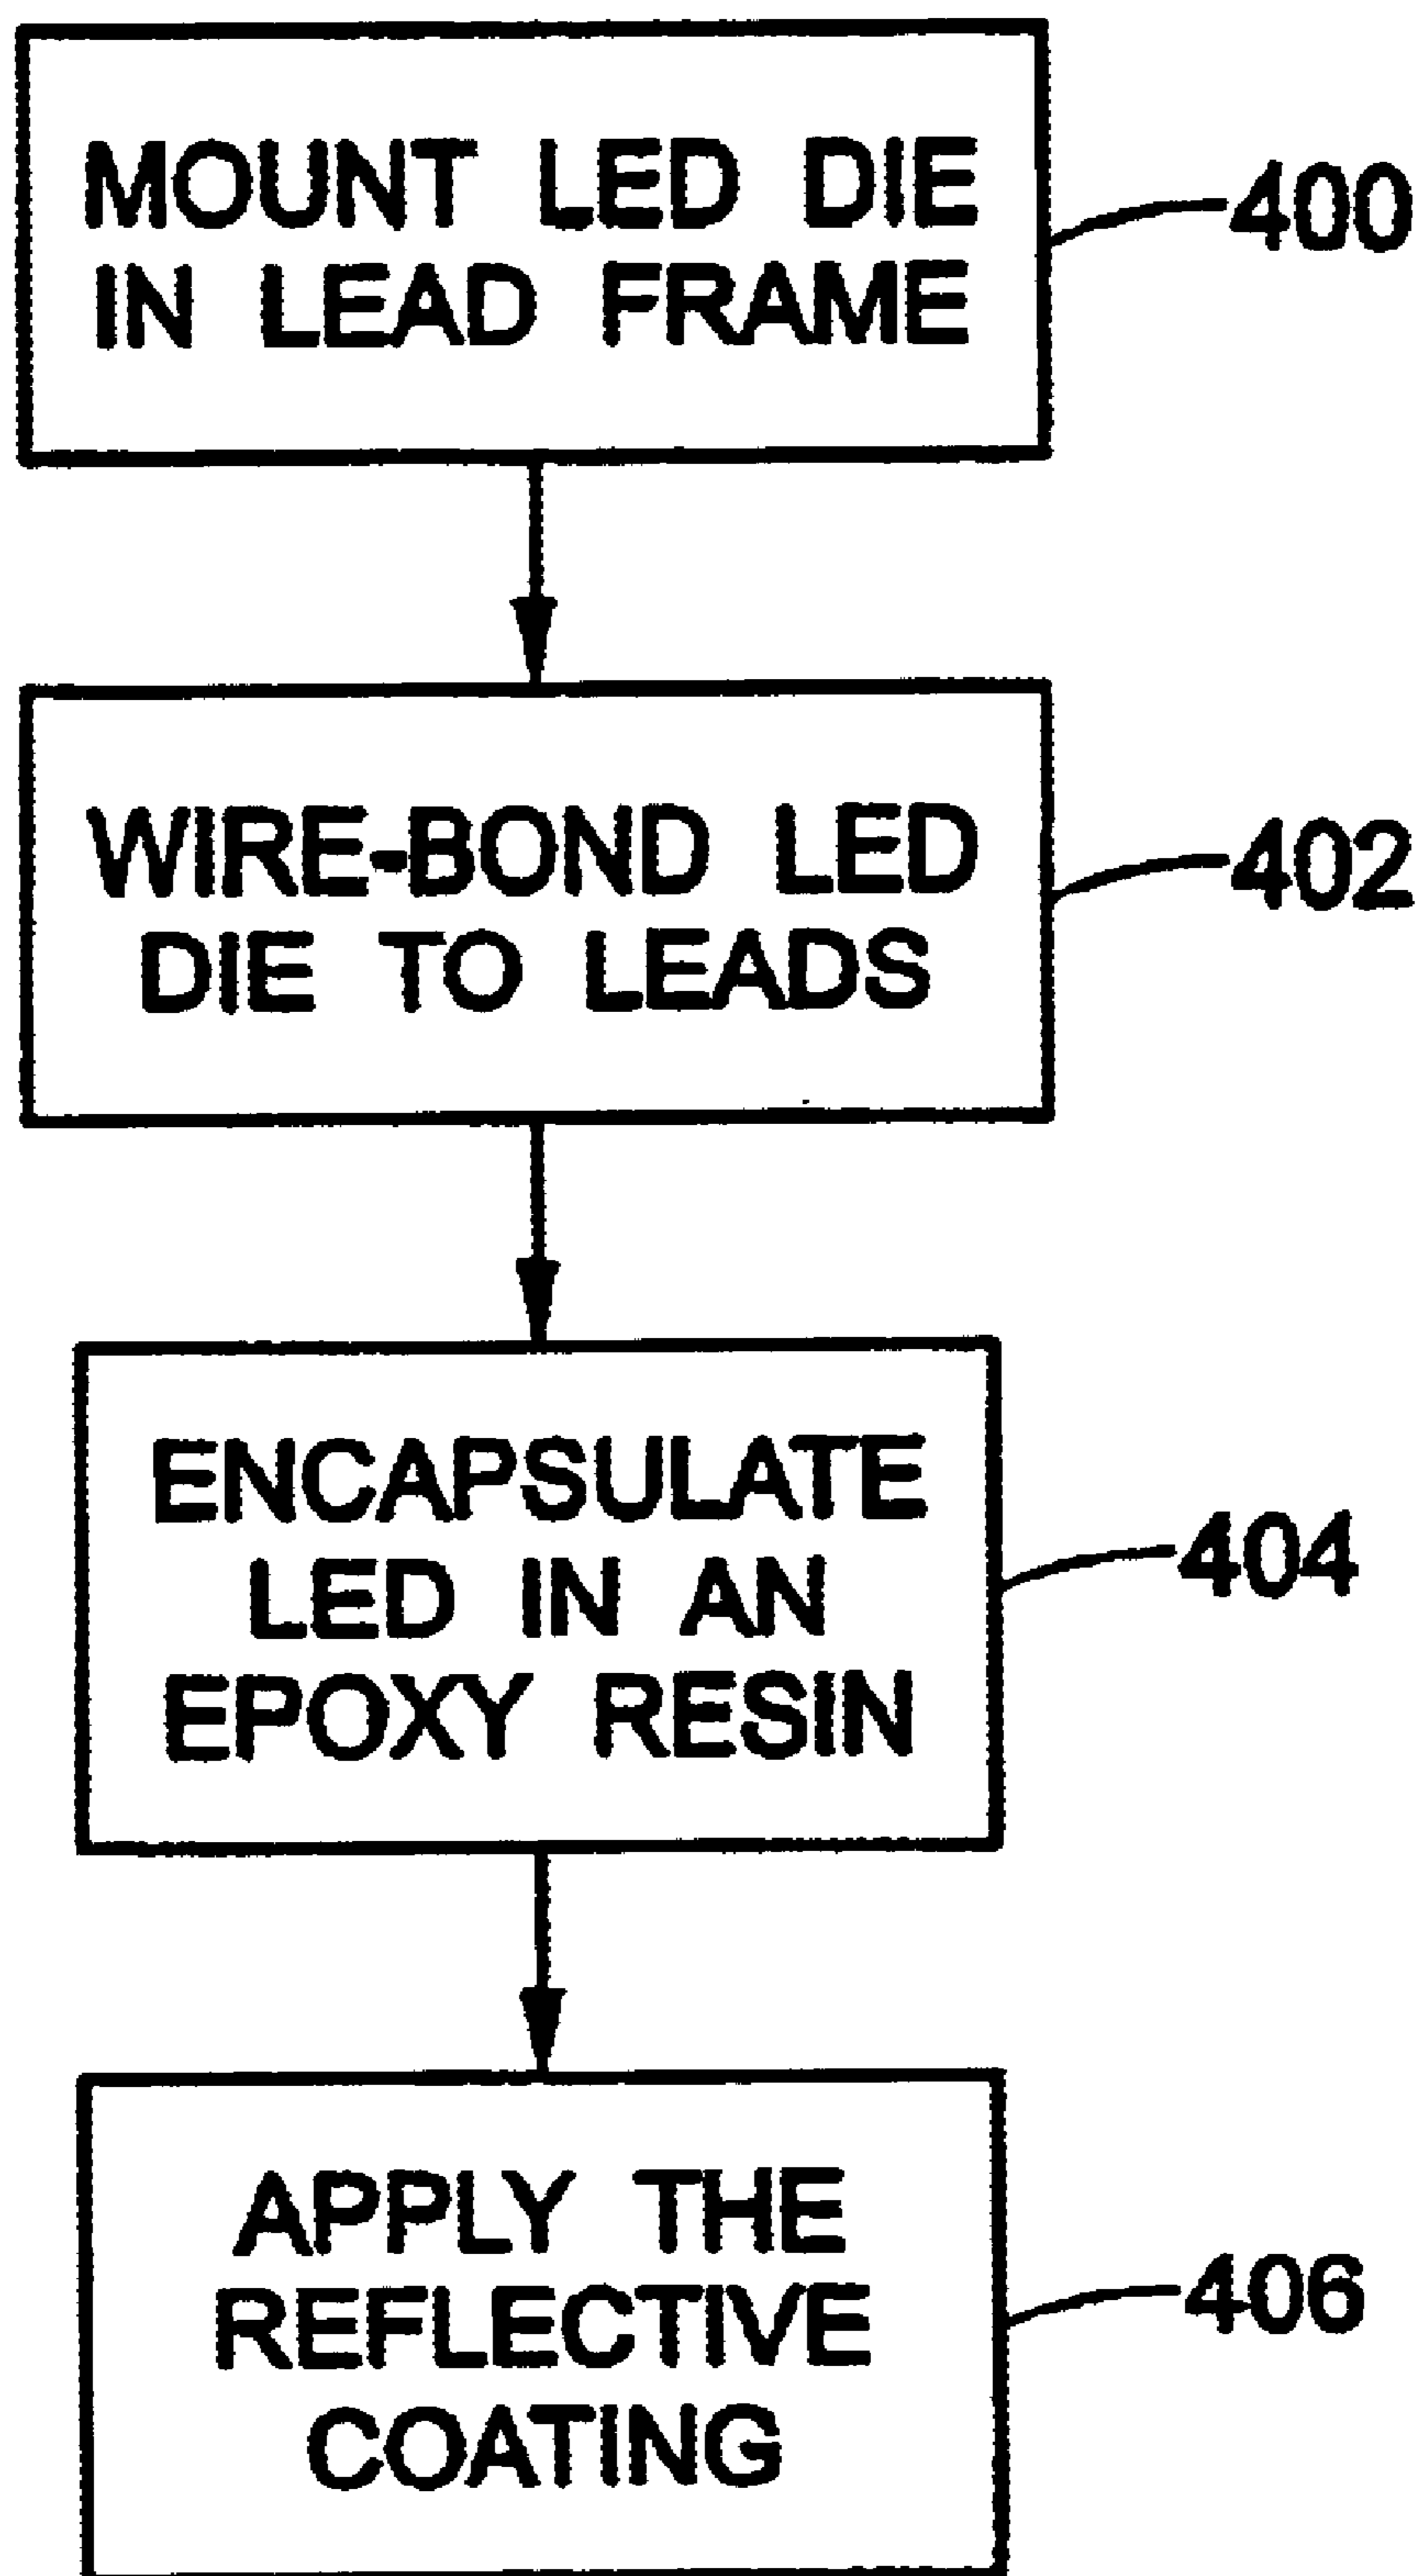 MOUNT LED DIE
IN LEAD FRAME
400
WIRE-BOND LED
DIE TO LEADS
402
ENCAPSULATE
LED IN AN
EPOXY RESIN
404
APPLY THE
REFLECTIVE
COATING
406